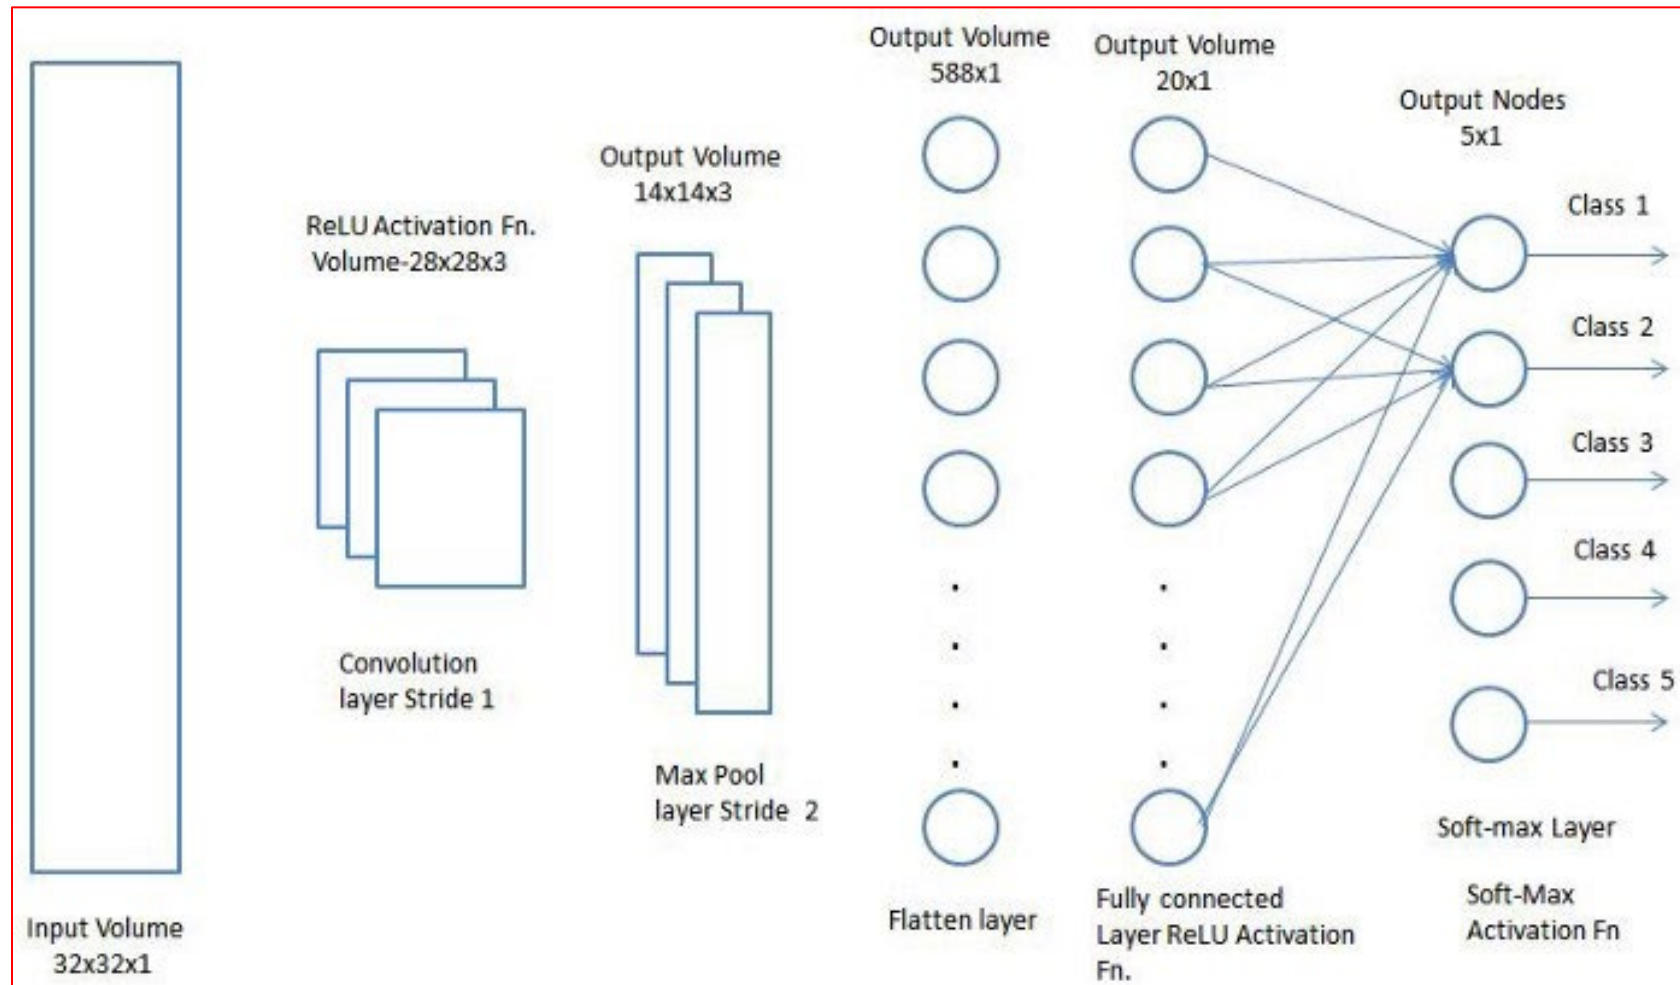 Input Volume
32x32x1
ReLU Activation Fn.
Volume-28x28x3
Convolution
layer Stride 1
Output Volume
14x14x3
Max Pool
layer Stride 2
Output Volume
588x1
Flatten layer
Output Volume
20x1
Fully connected
Layer ReLU Activation
Fn.
Output Nodes
5x1
Class 1
Class 2
Class 3
Class 4
Class 5
Soft-max Layer
Soft-Max
Activation Fn